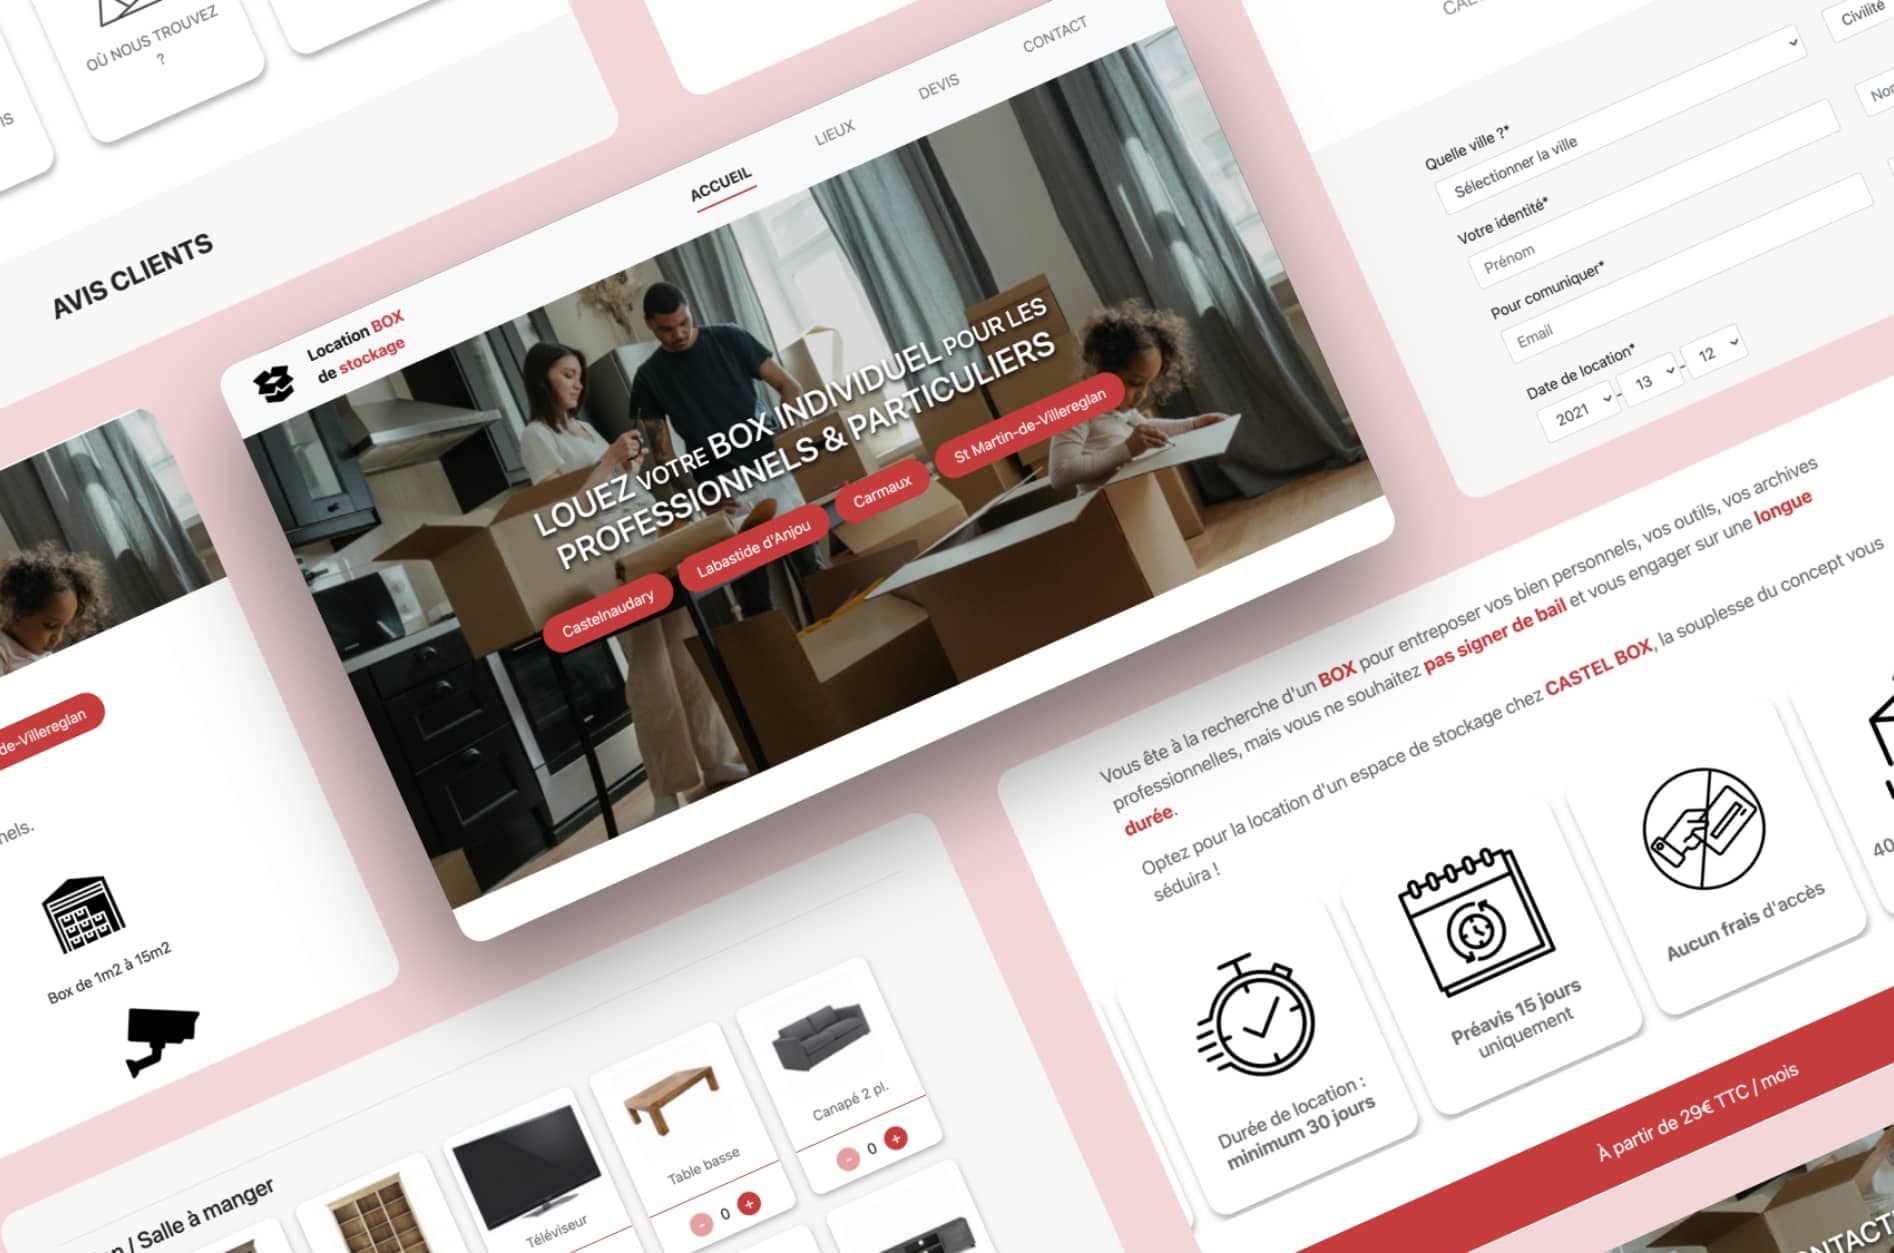 OÙ NOUS TROUVEZ
?
AVIS CLIENTS
Location BOX
de stockage
ACCUEIL
LIEUX
DEVIS
CONTACT
LOUEZ VOTRE BOX INDIVIDUEL POUR LES
PROFESSIONNELS & PARTICULIERS
Castelnaudary
Labastide d'Anjou
Carmaux
St Martin-de-Villereglan
Civilité
Quelle ville ?*
Sélectionner la ville
Votre identité*
Prénom
Pour comuniquer*
Email
Date de location*
2021 - 13 - 12
de-Villereglan
nels.
Box de 1m2 à 15m2
Vous ête à la recherche d'un BOX pour entreposer vos bien personnels, vos outils, vos archives
professionnelles, mais vous ne souhaitez pas signer de bail et vous engager sur une longue
durée.
Optez pour la location d'un espace de stockage chez CASTEL BOX, la souplesse du concept vous
séduira !
Durée de location :
minimum 30 jours
Préavis 15 jours
uniquement
Aucun frais d'accès
40
À partir de 29€ TTC / mois
/ Salle à manger
Téléviseur
Table basse
- 0 +
Canapé 2 pl.
- 0 +